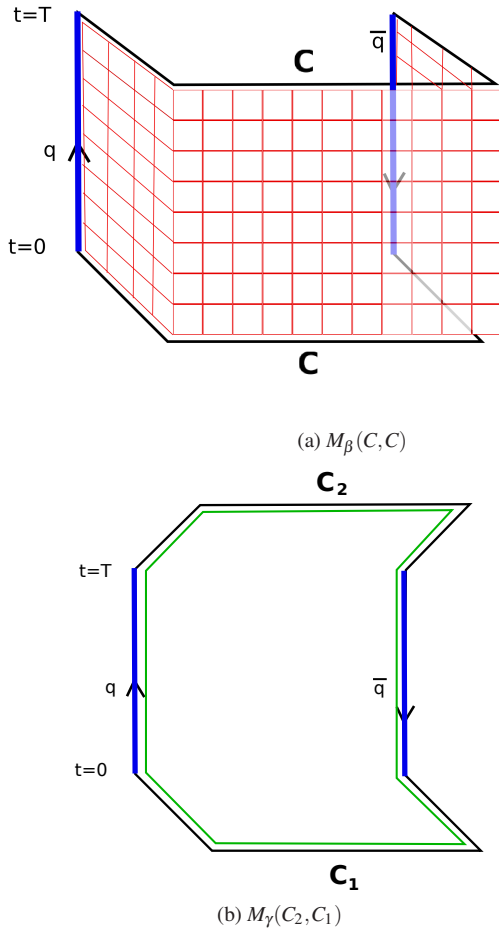 t=T
q̅
C
q
t=0
C
(a) M_β(C,C)
C₂
t=T
q
q̅
t=0
C₁
(b) M_γ(C₂,C₁)